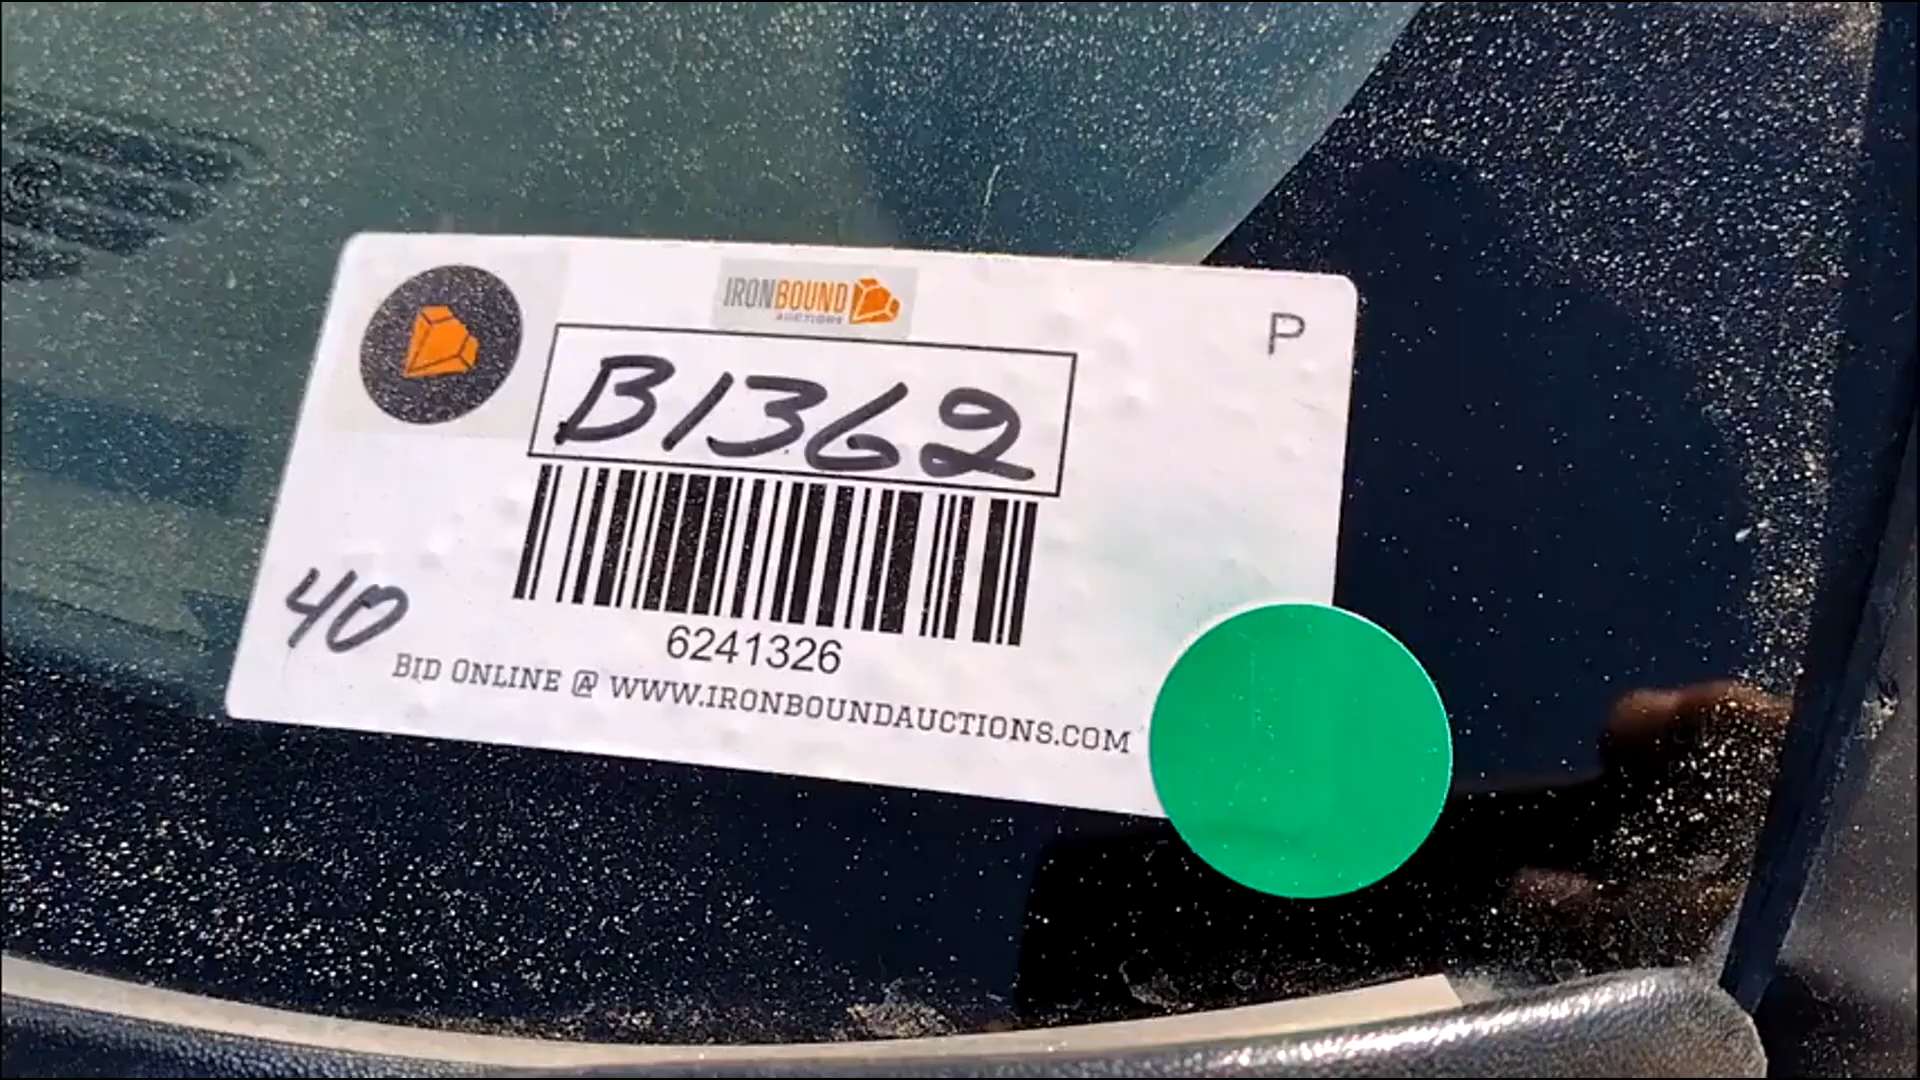 IRONBOUND
AUCTIONS
P
B1362
6241326
40
BID ONLINE @ WWW.IRONBOUNDAUCTIONS.COM